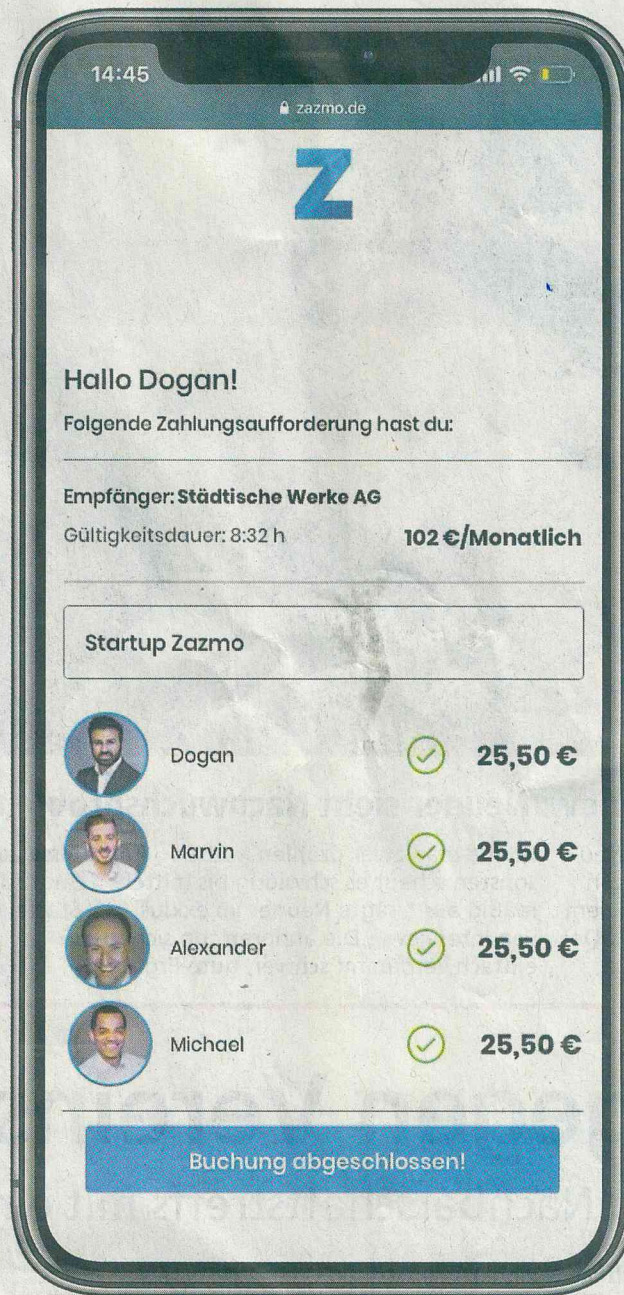 14:45
zazmo.de
Z
Hallo Dogan!
Folgende Zahlungsaufforderung hast du:
Empfänger: Städtische Werke AG
Gültigkeitsdauer: 8:32 h 102 €/Monatlich
Startup Zazmo
Dogan 25,50 €
Marvin 25,50 €
Alexander 25,50 €
Michael 25,50 €
Buchung abgeschlossen!